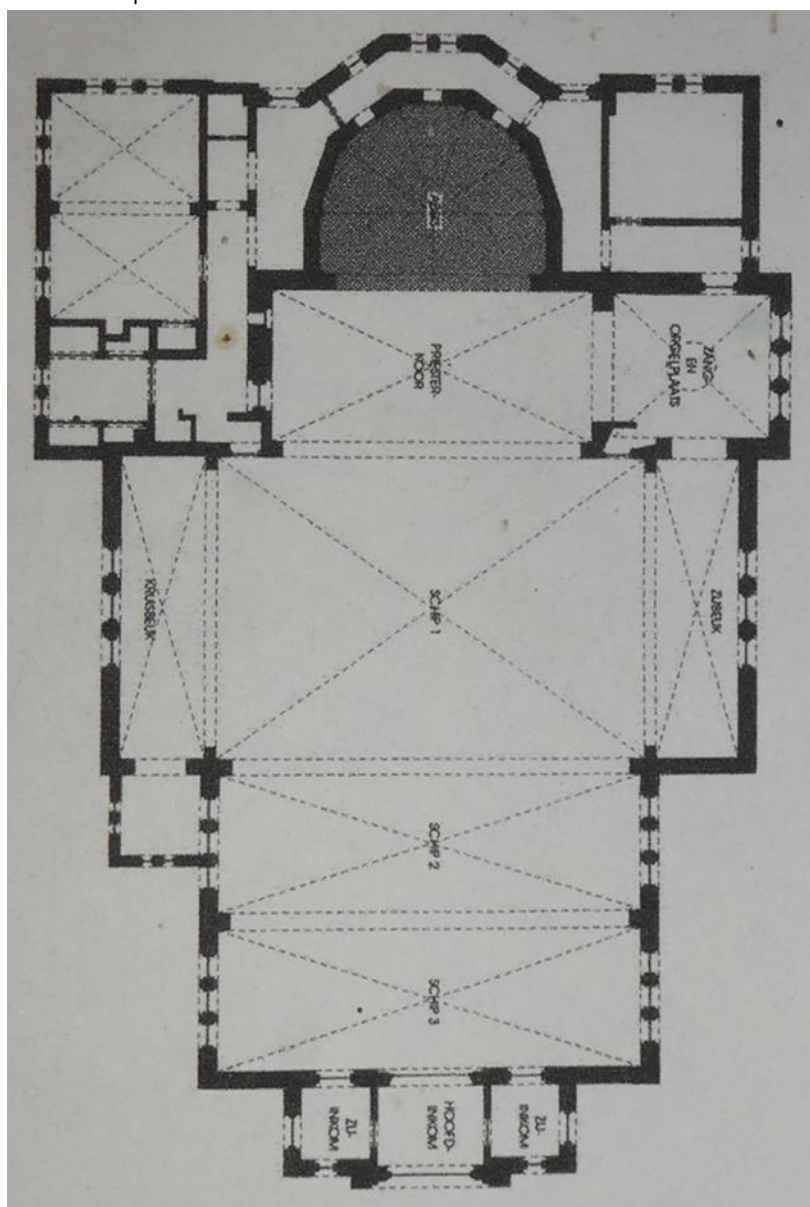 PRIESTER-
KOOR
ZANG-
EN
ORGELPLAATS
KRUISBEUK
SCHIP 1
ZIJBEUK
SCHIP 2
SCHIP 3
ZIJ-
INKOM
HOOFD-
INKOM
ZIJ-
INKOM